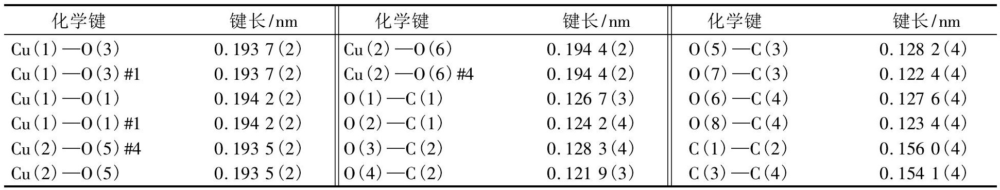 化学键 键长/nm 化学键 键长/nm 化学键 键长/nm
Cu(1)—O(3) 0.193 7(2) Cu(2)—O(6) 0.194 4(2) O(5)—C(3) 0.128 2(4)
Cu(1)—O(3)#1 0.193 7(2) Cu(2)—O(6)#4 0.194 4(2) O(7)—C(3) 0.122 4(4)
Cu(1)—O(1) 0.194 2(2) O(1)—C(1) 0.126 7(3) O(6)—C(4) 0.127 6(4)
Cu(1)—O(1)#1 0.194 2(2) O(2)—C(1) 0.124 2(4) O(8)—C(4) 0.123 4(4)
Cu(2)—O(5)#4 0.193 5(2) O(3)—C(2) 0.128 3(4) C(1)—C(2) 0.156 0(4)
Cu(2)—O(5) 0.193 5(2) O(4)—C(2) 0.121 9(3) C(3)—C(4) 0.154 1(4)